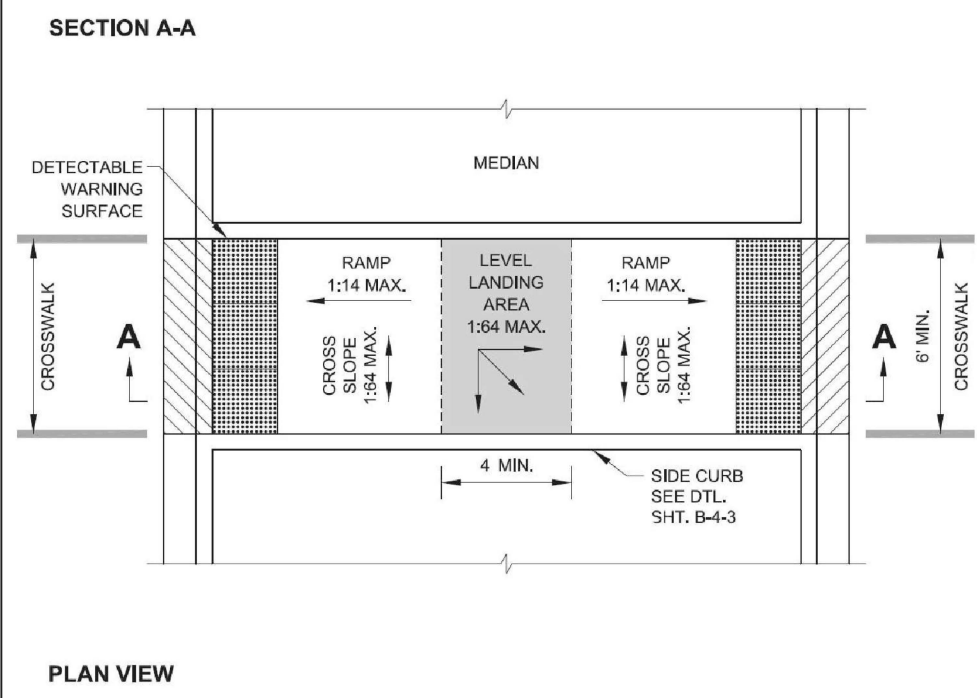 SECTION A-A
MEDIAN
DETECTABLE
WARNING
SURFACE
CROSSWALK
A
RAMP
1:14 MAX.
CROSS
SLOPE
1:64 MAX.
LEVEL
LANDING
AREA
1:64 MAX.
RAMP
1:14 MAX.
CROSS
SLOPE
1:64 MAX.
A
6' MIN.
CROSSWALK
4 MIN.
SIDE CURB
SEE DTL.
SHT. B-4-3
PLAN VIEW